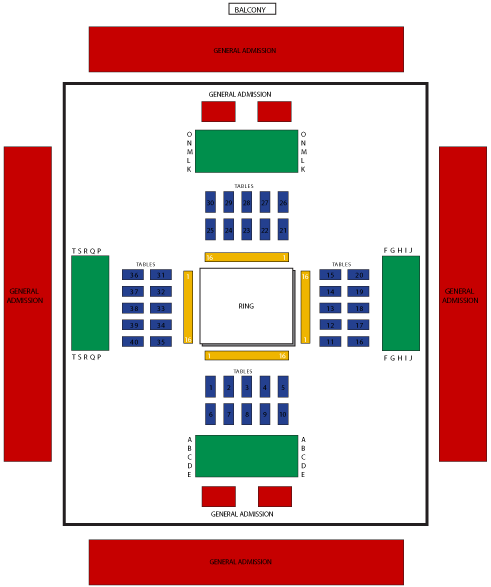 BALCONY
GENERAL ADMISSION
GENERAL ADMISSION
O O
N N
M M
L L
K K
TABLES
30 29 28 27 26
25 24 23 22 21
16 1
T S R Q P
F G H I J
TABLES
TABLES
36 31
37 32
38 33
39 34
40 35
1
16
RING
16
1
15 20
14 19
13 18
12 17
11 16
GENERAL
ADMISSION
GENERAL
ADMISSION
T S R Q P
F G H I J
1 16
TABLES
1 2 3 4 5
6 7 8 9 10
A A
B B
C C
D D
E E
GENERAL ADMISSION
GENERAL ADMISSION